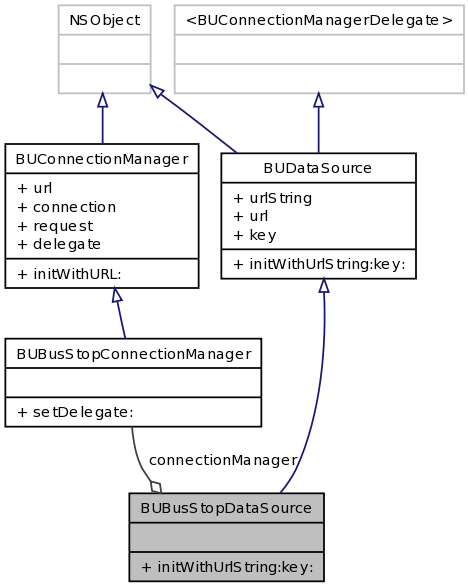 NSObject
<BUConnectionManagerDelegate>
BUConnectionManager
+ url
+ connection
+ request
+ delegate
+ initWithURL:
BUDataSource
+ urlString
+ url
+ key
+ initWithUrlString:key:
BUBusStopConnectionManager
+ setDelegate:
connectionManager
BUBusStopDataSource
+ initWithUrlString:key: